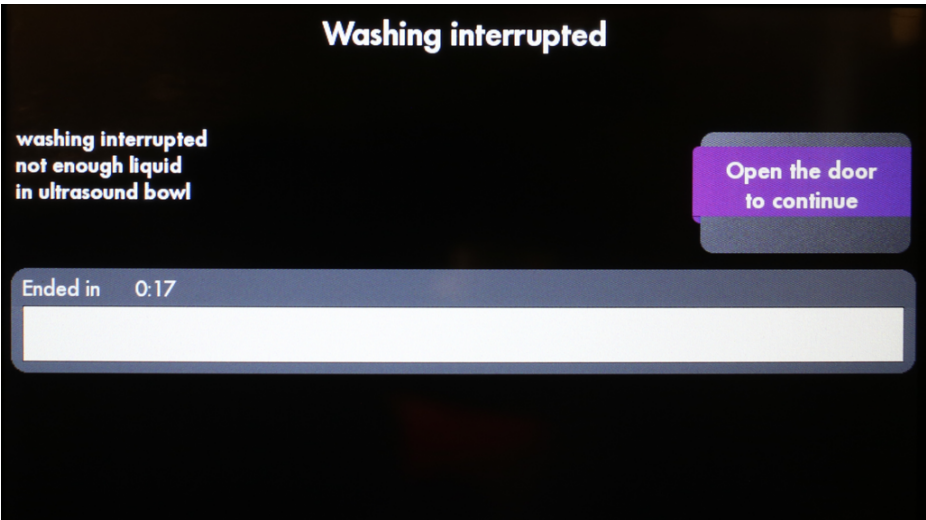 Washing interrupted
washing interrupted
not enough liquid
in ultrasound bowl
Open the door
to continue
Ended in 0:17